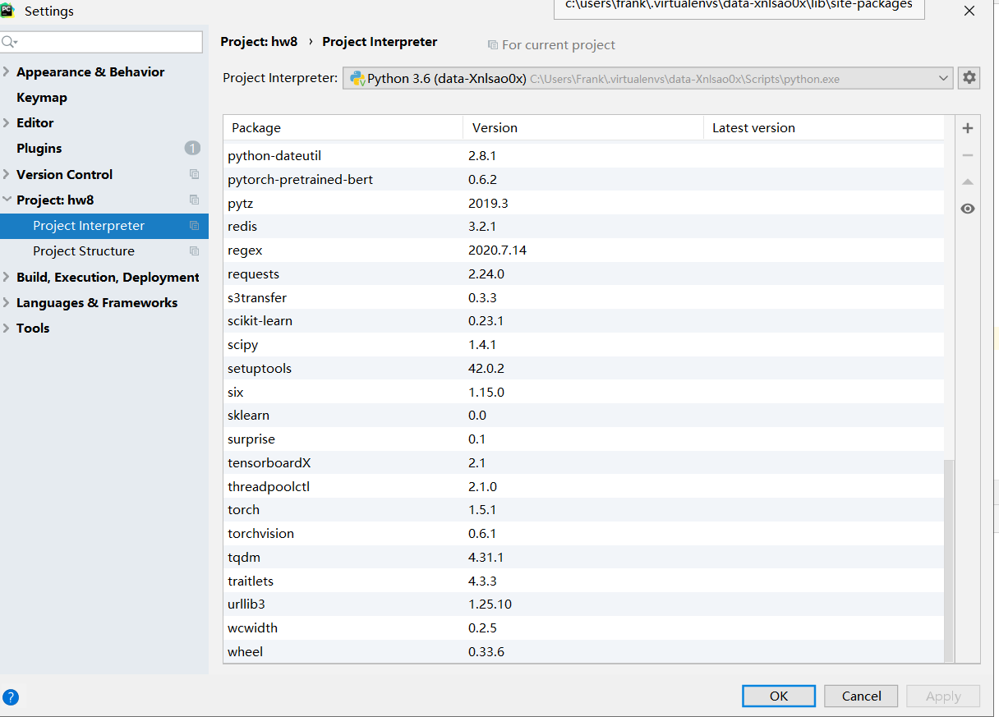 Settings
c:\users\frank\.virtualenvs\data-xnlsao0x\lib\site-packages
Project: hw8 › Project Interpreter
For current project
Appearance & Behavior
Keymap
Editor
Plugins 1
Version Control
Project: hw8
Project Interpreter
Project Structure
Build, Execution, Deployment
Languages & Frameworks
Tools
Project Interpreter: Python 3.6 (data-Xnlsao0x) C:\Users\Frank\.virtualenvs\data-Xnlsao0x\Scripts\python.exe
Package Version Latest version
python-dateutil 2.8.1
pytorch-pretrained-bert 0.6.2
pytz 2019.3
redis 3.2.1
regex 2020.7.14
requests 2.24.0
s3transfer 0.3.3
scikit-learn 0.23.1
scipy 1.4.1
setuptools 42.0.2
six 1.15.0
sklearn 0.0
surprise 0.1
tensorboardX 2.1
threadpoolctl 2.1.0
torch 1.5.1
torchvision 0.6.1
tqdm 4.31.1
traitlets 4.3.3
urllib3 1.25.10
wcwidth 0.2.5
wheel 0.33.6
?
OK Cancel Apply